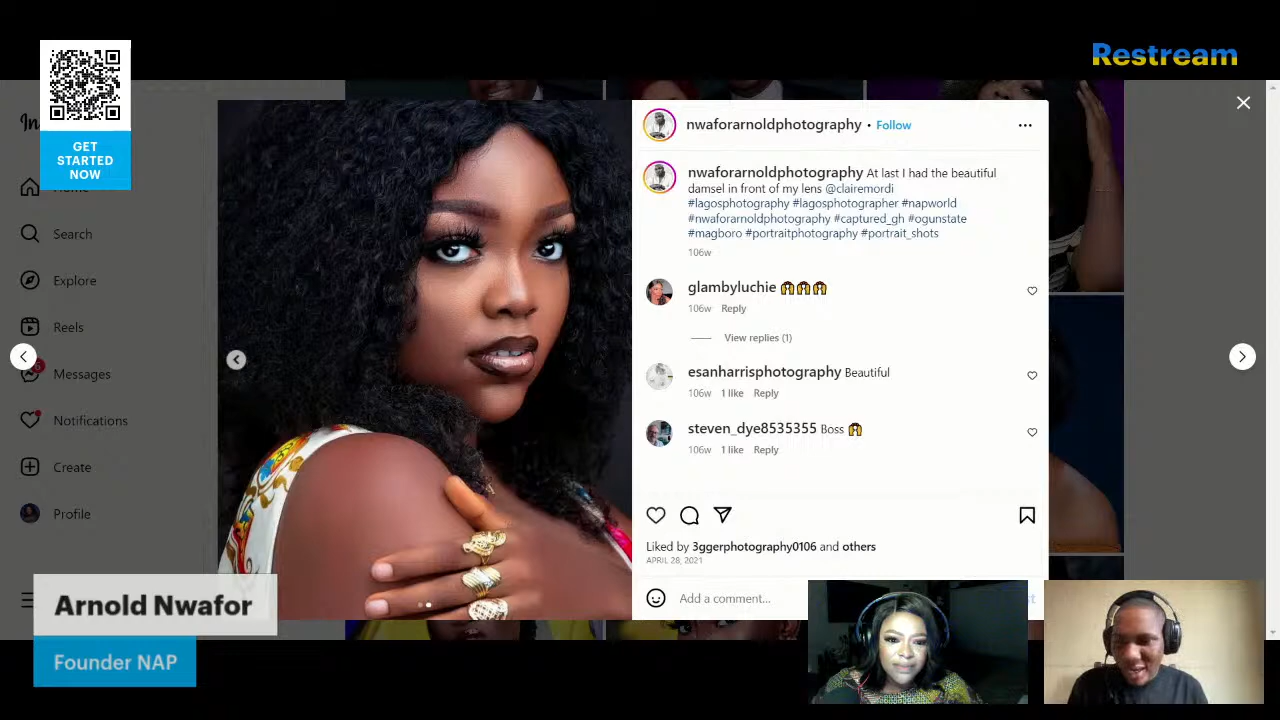 GET
STARTED
NOW
Restream
Search
Explore
Reels
Messages
Notifications
Create
Profile
nwaforarnoldphotography • Follow
nwaforarnoldphotography At last I had the beautiful
damsel in front of my lens @clairemordi
#lagosphotography #lagosphotographer #napworld
#nwaforarnoldphotography #captured_gh #ogunstate
#magboro #portraitphotography #portrait_shots
106w
glambyluchie
106w Reply
View replies (1)
esanharrisphotography Beautiful
106w 1 like Reply
steven_dye8535355 Boss
106w 1 like Reply
Liked by 3ggerphotography0106 and others
APRIL 28, 2021
Add a comment...
Arnold Nwafor
Founder NAP